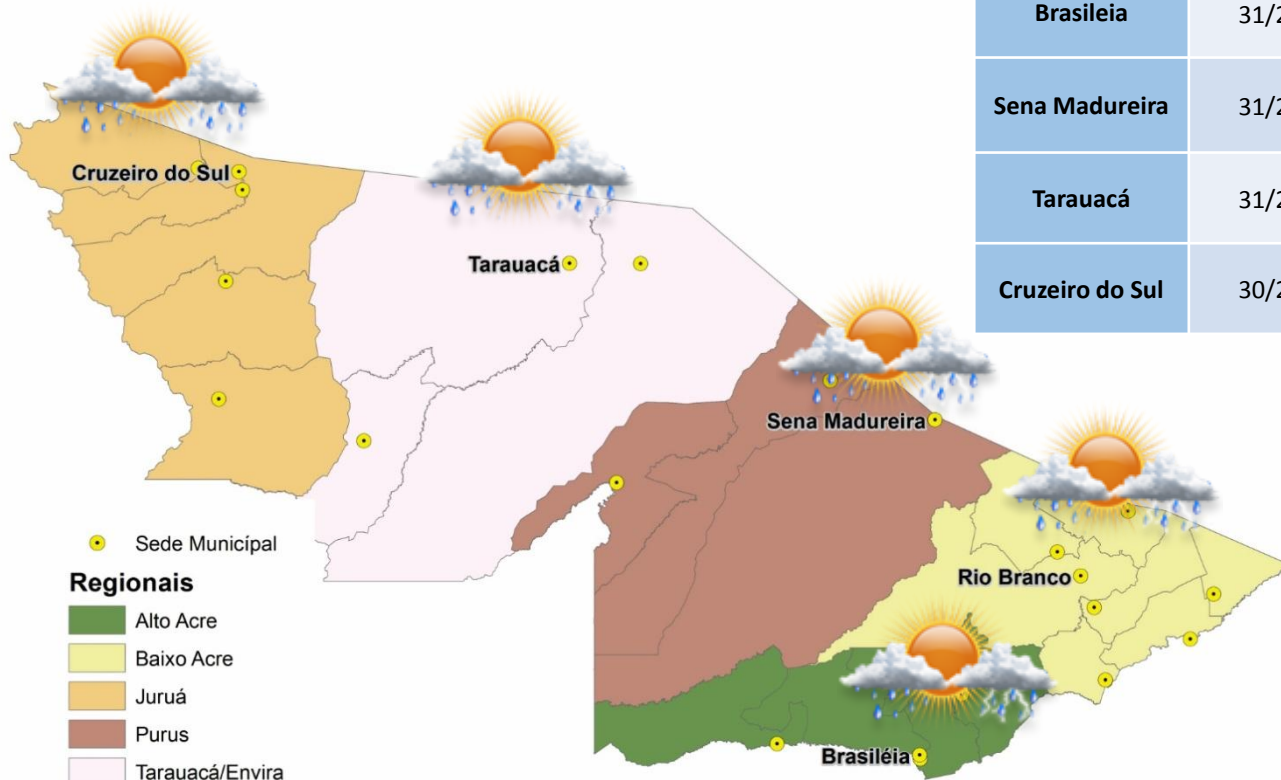 Brasileia 31/2
Sena Madureira 31/2
Tarauacá 31/2
Cruzeiro do Sul 30/2
Cruzeiro do Sul
Tarauacá
Sena Madureira
Rio Branco
Brasiléia
Sede Municípal
Regionais
Alto Acre
Baixo Acre
Juruá
Purus
Tarauacá/Envira